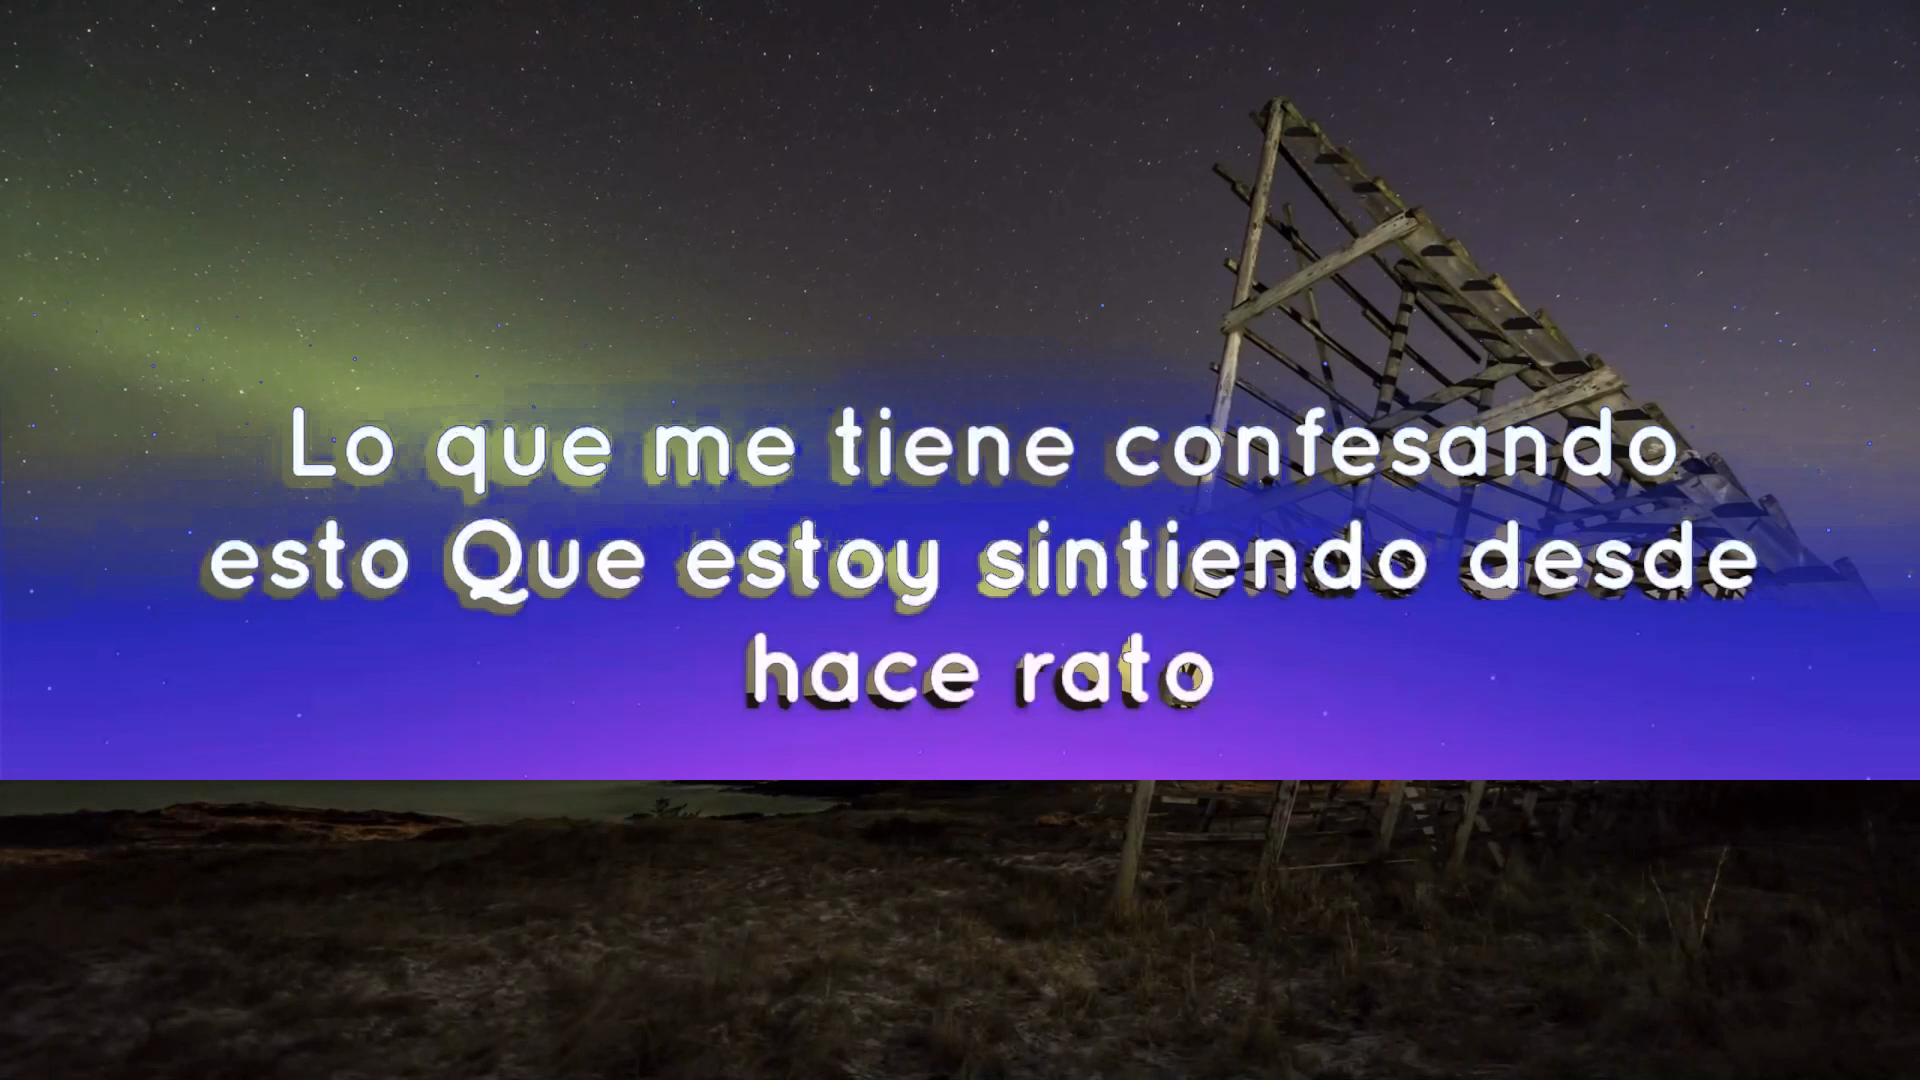 Lo que me tiene confesando
esto Que estoy sintiendo desde
hace rato